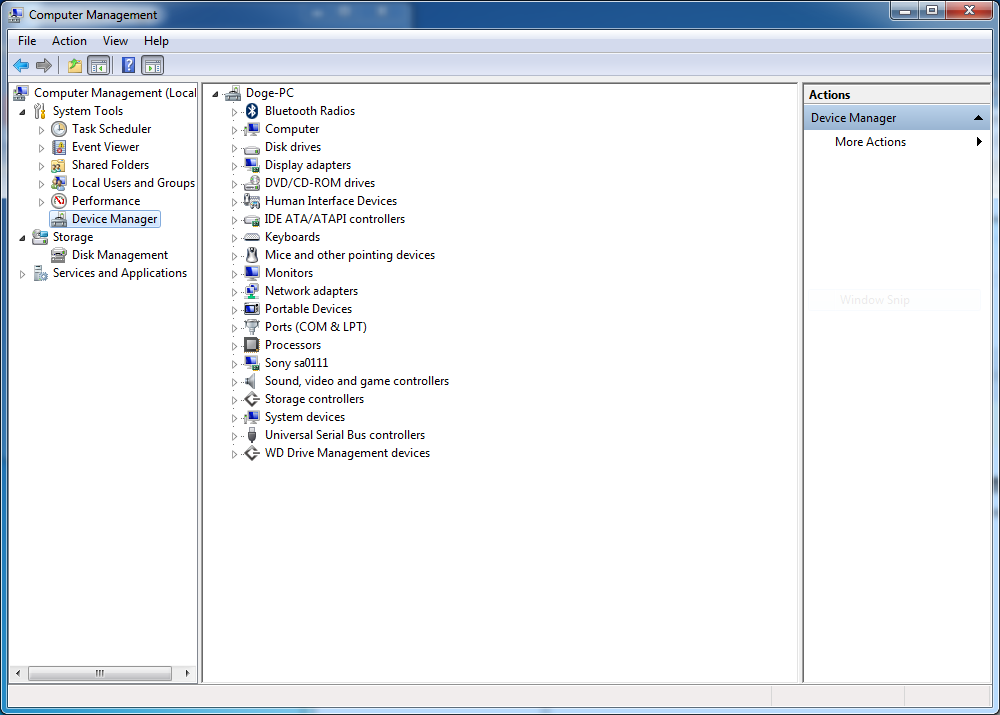 Computer Management
File Action View Help
Computer Management (Local
System Tools
Task Scheduler
Event Viewer
Shared Folders
Local Users and Groups
Performance
Device Manager
Storage
Disk Management
Services and Applications
Doge-PC
Bluetooth Radios
Computer
Disk drives
Display adapters
DVD/CD-ROM drives
Human Interface Devices
IDE ATA/ATAPI controllers
Keyboards
Mice and other pointing devices
Monitors
Network adapters
Portable Devices
Ports (COM & LPT)
Processors
Sony sa0111
Sound, video and game controllers
Storage controllers
System devices
Universal Serial Bus controllers
WD Drive Management devices
Actions
Device Manager
More Actions
Window Snip